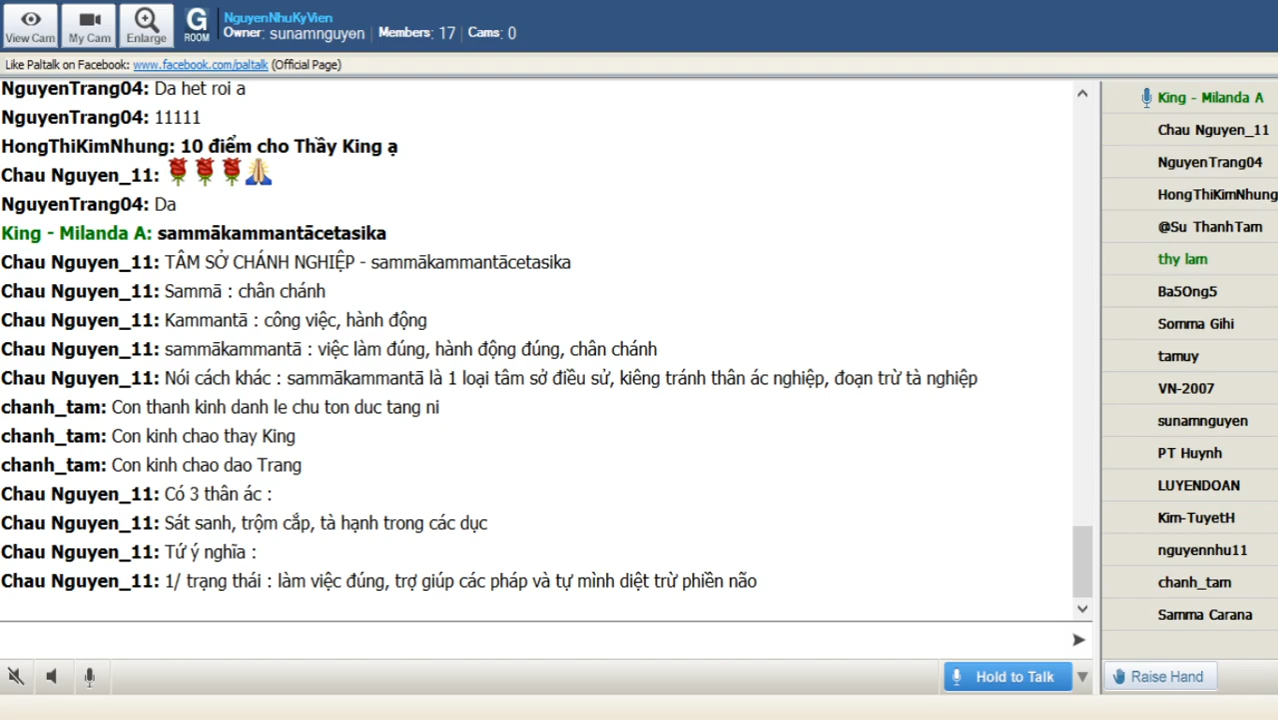 View Cam
My Cam
Enlarge
G
ROOM
NguyenNhuKyVien
Owner: sunamnguyen | Members: 17 | Cams: 0
Like Paltalk on Facebook: www.facebook.com/paltalk (Official Page)
NguyenTrang04: Da het roi a
NguyenTrang04: 11111
HongThiKimNhung: 10 điểm cho Thầy King ạ
Chau Nguyen_11:
NguyenTrang04: Da
King - Milanda A: sammākammantācetasika
Chau Nguyen_11: TÂM SỞ CHÁNH NGHIỆP - sammākammantācetasika
Chau Nguyen_11: Sammā : chân chánh
Chau Nguyen_11: Kammantā : công việc, hành động
Chau Nguyen_11: sammākammantā : việc làm đúng, hành động đúng, chân chánh
Chau Nguyen_11: Nói cách khác : sammākammantā là 1 loại tâm sở điều sử, kiêng tránh thân ác nghiệp, đoạn trừ tà nghiệp
chanh_tam: Con thanh kinh danh le chu ton duc tang ni
chanh_tam: Con kinh chao thay King
chanh_tam: Con kinh chao dao Trang
Chau Nguyen_11: Có 3 thân ác :
Chau Nguyen_11: Sát sanh, trộm cắp, tà hạnh trong các dục
Chau Nguyen_11: Tứ ý nghĩa :
Chau Nguyen_11: 1/ trạng thái : làm việc đúng, trợ giúp các pháp và tự mình diệt trừ phiền não
King - Milanda A
Chau Nguyen_11
NguyenTrang04
HongThiKimNhung
@Su ThanhTam
thy lam
Ba5Ong5
Somma Gihi
tamuy
VN-2007
sunamnguyen
PT Huynh
LUYENDOAN
Kim-TuyetH
nguyennhu11
chanh_tam
Samma Carana
Hold to Talk
Raise Hand